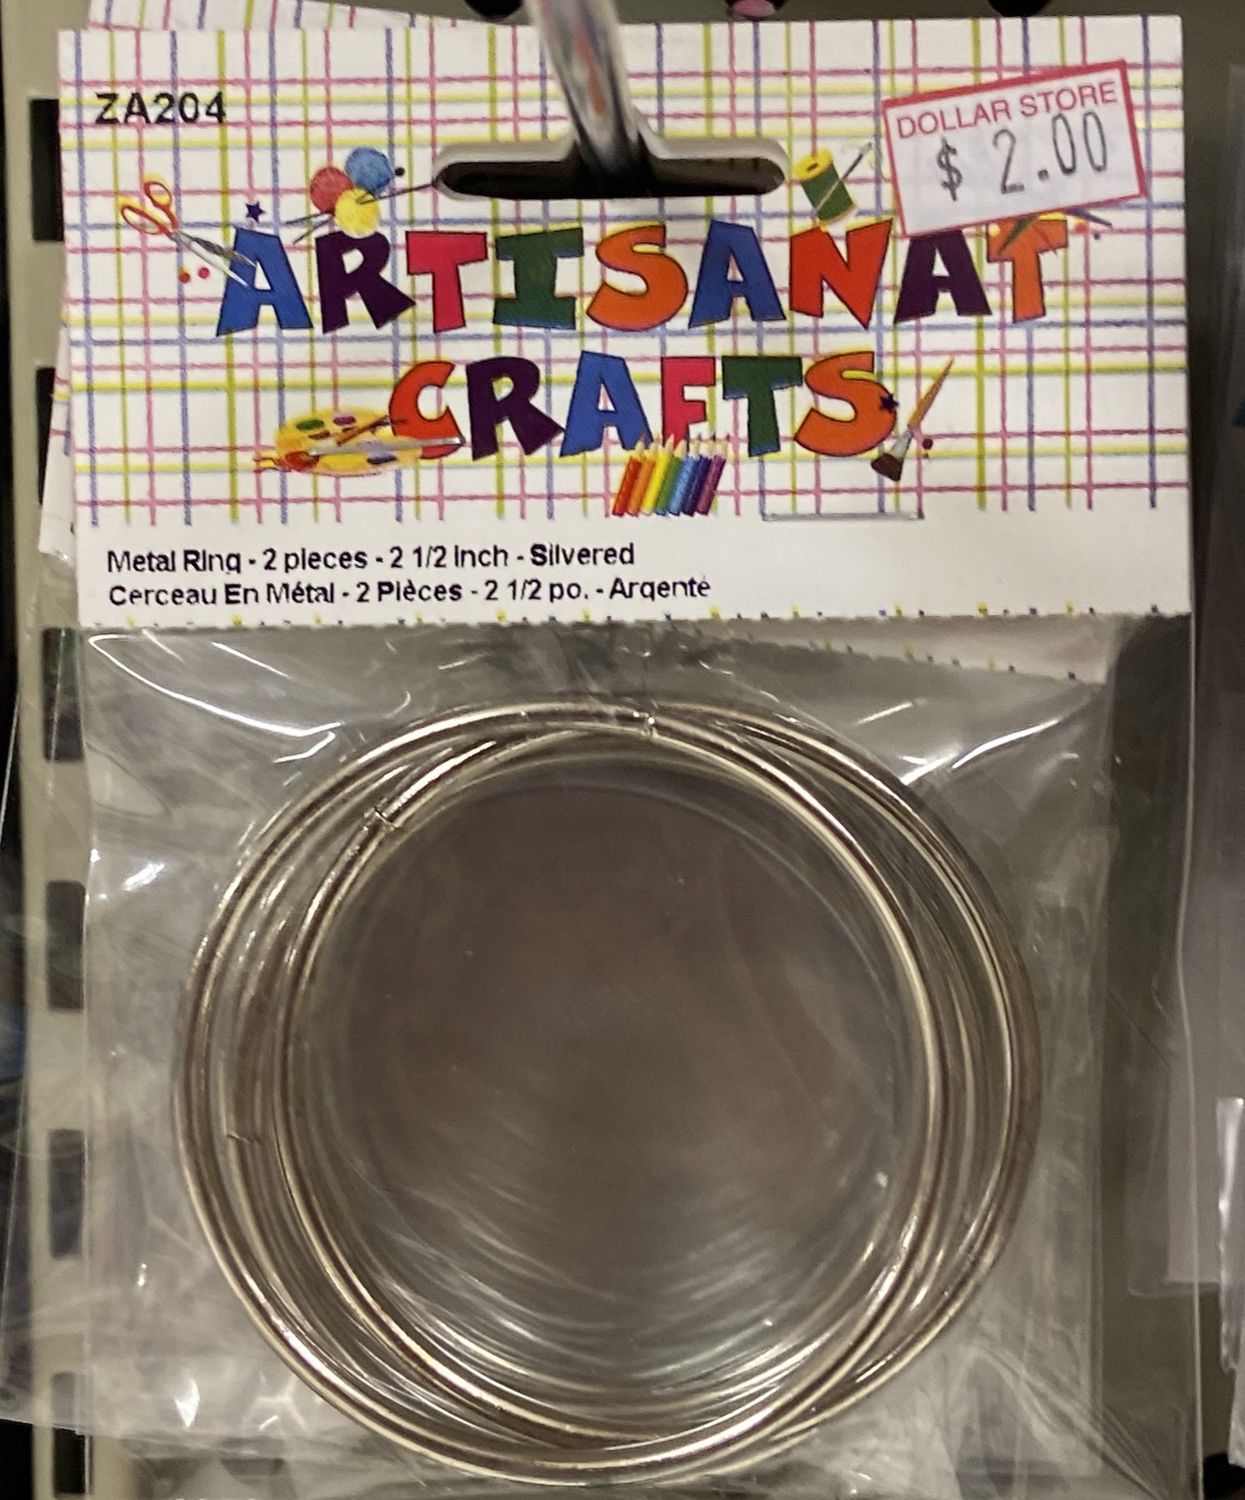 ZA204
DOLLAR STORE
$ 2.00
ARTISANAT
CRAFTS
Metal Ring - 2 pieces - 2 1/2 inch - Silvered
Cerceau En Métal - 2 Pièces - 2 1/2 po. - Argenté